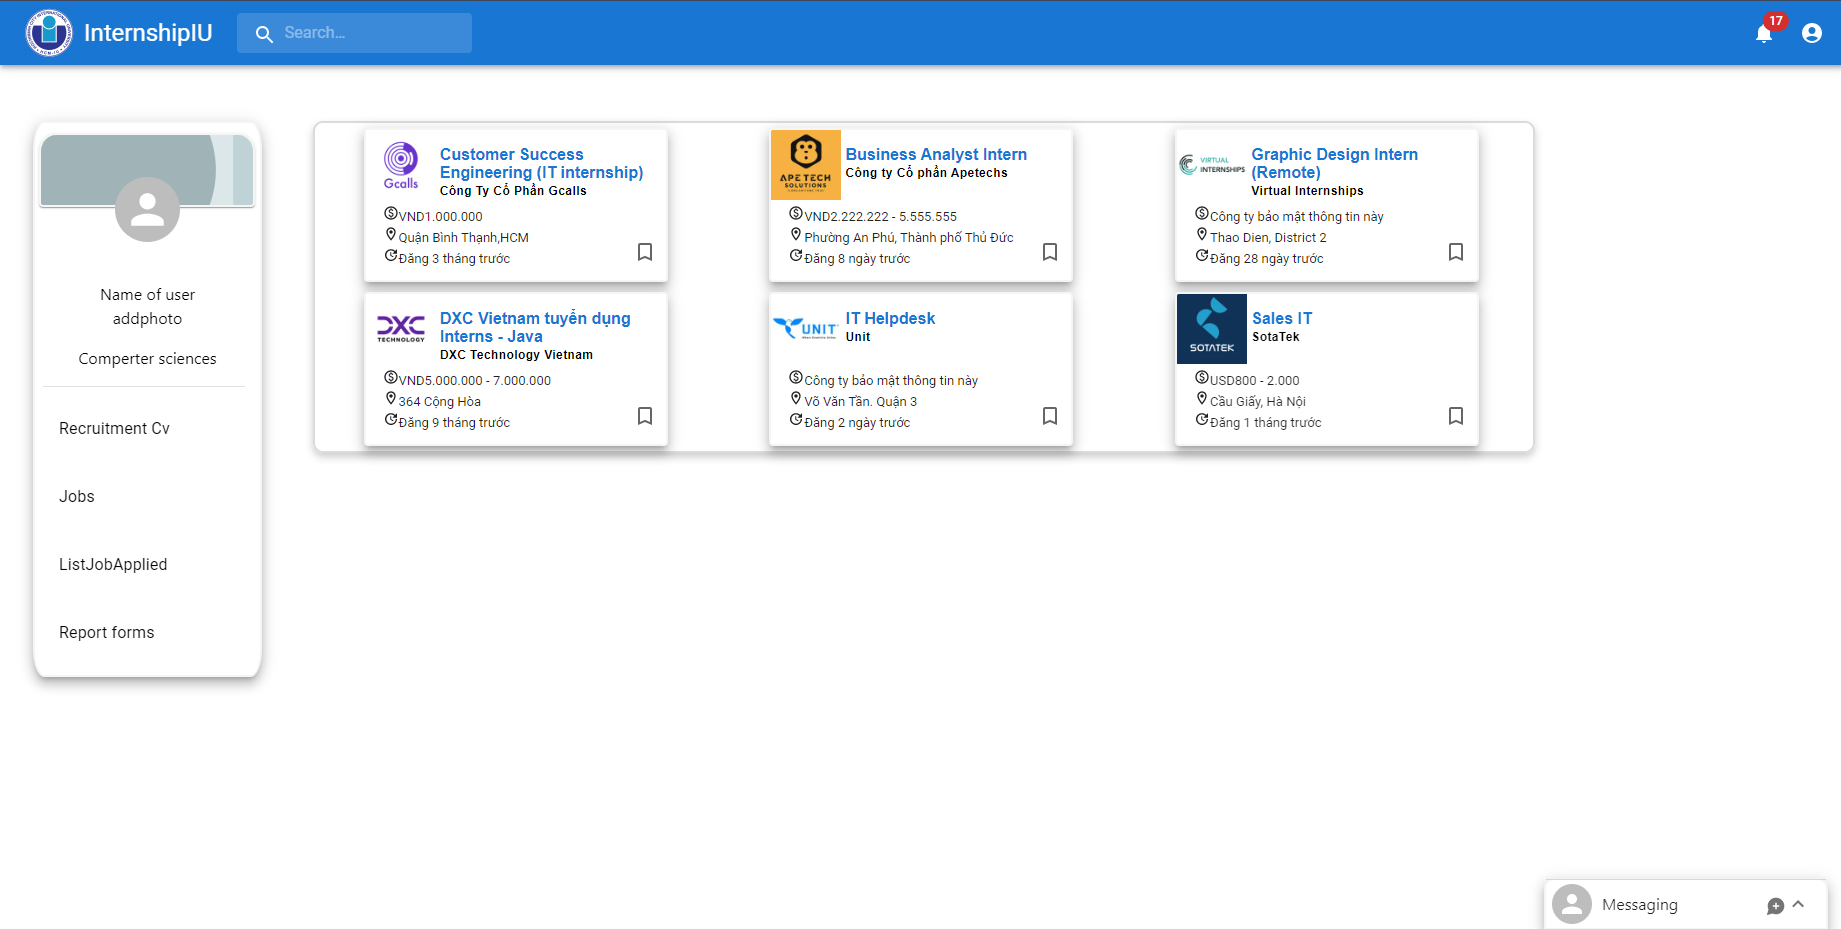 InternshipIU
Search...
17
Name of user
addphoto
Comperter sciences
Recruitment Cv
Jobs
ListJobApplied
Report forms
Gcalls
Customer Success
Engineering (IT internship)
Công Ty Cổ Phần Gcalls
VND1.000.000
Quận Bình Thạnh,HCM
Đăng 3 tháng trước
APETECH
SOLUTIONS
Business Analyst Intern
Công ty Cổ phần Apetechs
VND2.222.222 - 5.555.555
Phường An Phú, Thành phố Thủ Đức
Đăng 8 ngày trước
VIRTUAL
INTERNSHIPS
Graphic Design Intern
(Remote)
Virtual Internships
Công ty bảo mật thông tin này
Thao Dien, District 2
Đăng 28 ngày trước
DXC
TECHNOLOGY
DXC Vietnam tuyển dụng
Interns - Java
DXC Technology Vietnam
VND5.000.000 - 7.000.000
364 Cộng Hòa
Đăng 9 tháng trước
UNIT
IT Helpdesk
Unit
Công ty bảo mật thông tin này
Võ Văn Tần. Quận 3
Đăng 2 ngày trước
SOTATEK
Sales IT
SotaTek
USD800 - 2.000
Cầu Giấy, Hà Nội
Đăng 1 tháng trước
Messaging